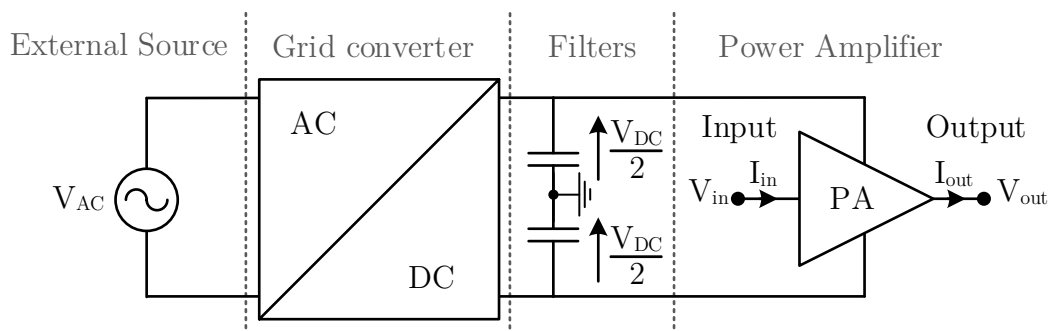 External Source
Grid converter
Filters
Power Amplifier
V_AC
AC
DC
V_DC
2
V_DC
2
Input
Output
V_in
I_in
PA
I_out
V_out